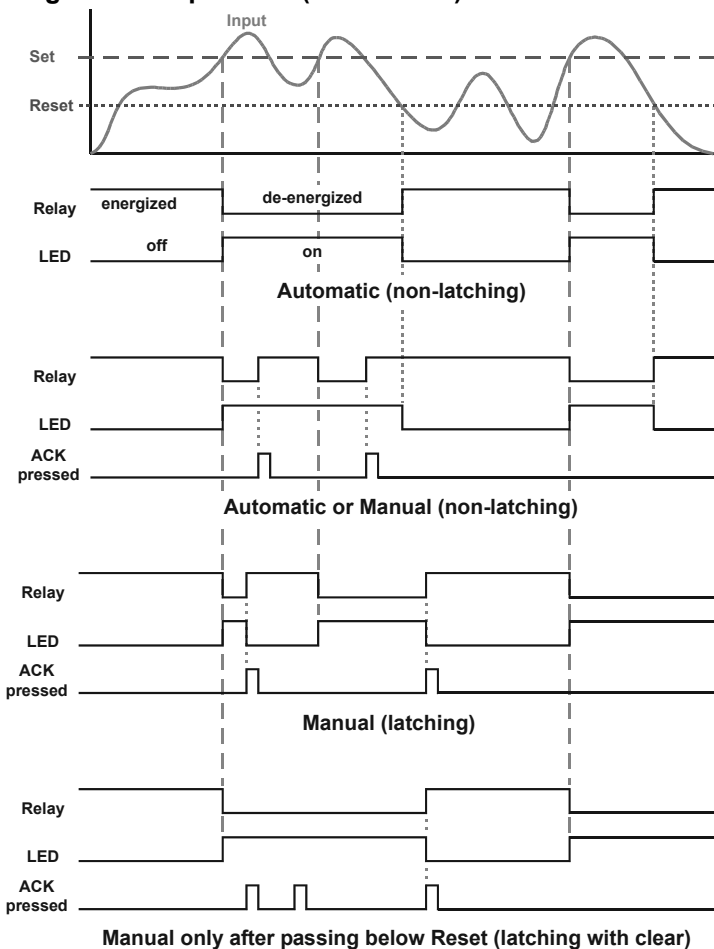 Input
Set
Reset
Relay
energized
de-energized
LED
off
on
Automatic (non-latching)
Relay
LED
ACK
pressed
Automatic or Manual (non-latching)
Relay
LED
ACK
pressed
Manual (latching)
Relay
LED
ACK
pressed
Manual only after passing below Reset (latching with clear)